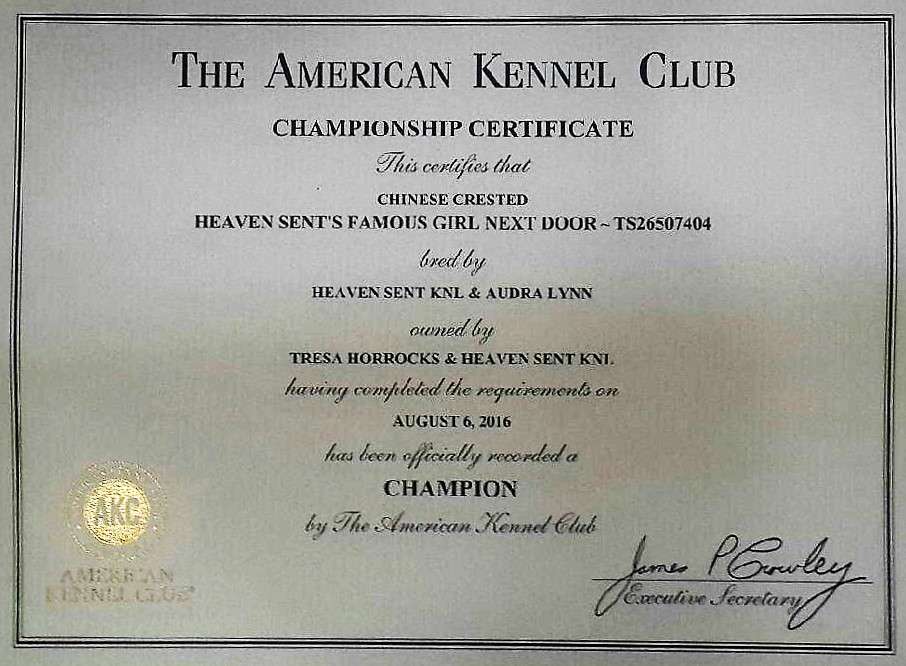 THE AMERICAN KENNEL CLUB
CHAMPIONSHIP CERTIFICATE
This certifies that
CHINESE CRESTED
HEAVEN SENT'S FAMOUS GIRL NEXT DOOR ~ TS26507404
bred by
HEAVEN SENT KNL & AUDRA LYNN
owned by
TRESA HORROCKS & HEAVEN SENT KNL
having completed the requirements on
AUGUST 6, 2016
has been officially recorded a
CHAMPION
by The American Kennel Club
AKC
AMERICAN
KENNEL CLUB
James P Crowley
Executive Secretary